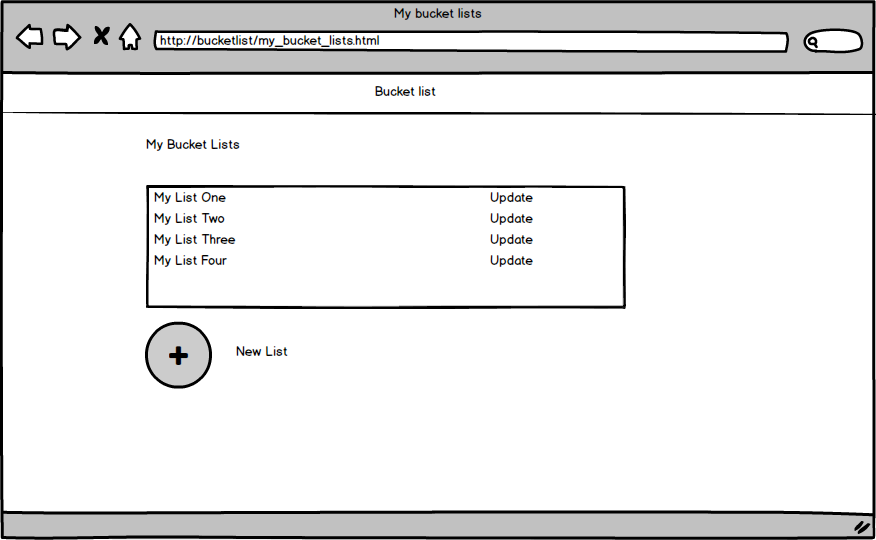 My bucket lists
http://bucketlist/my_bucket_lists.html
Bucket list
My Bucket Lists
My List One Update
My List Two Update
My List Three Update
My List Four Update
New List